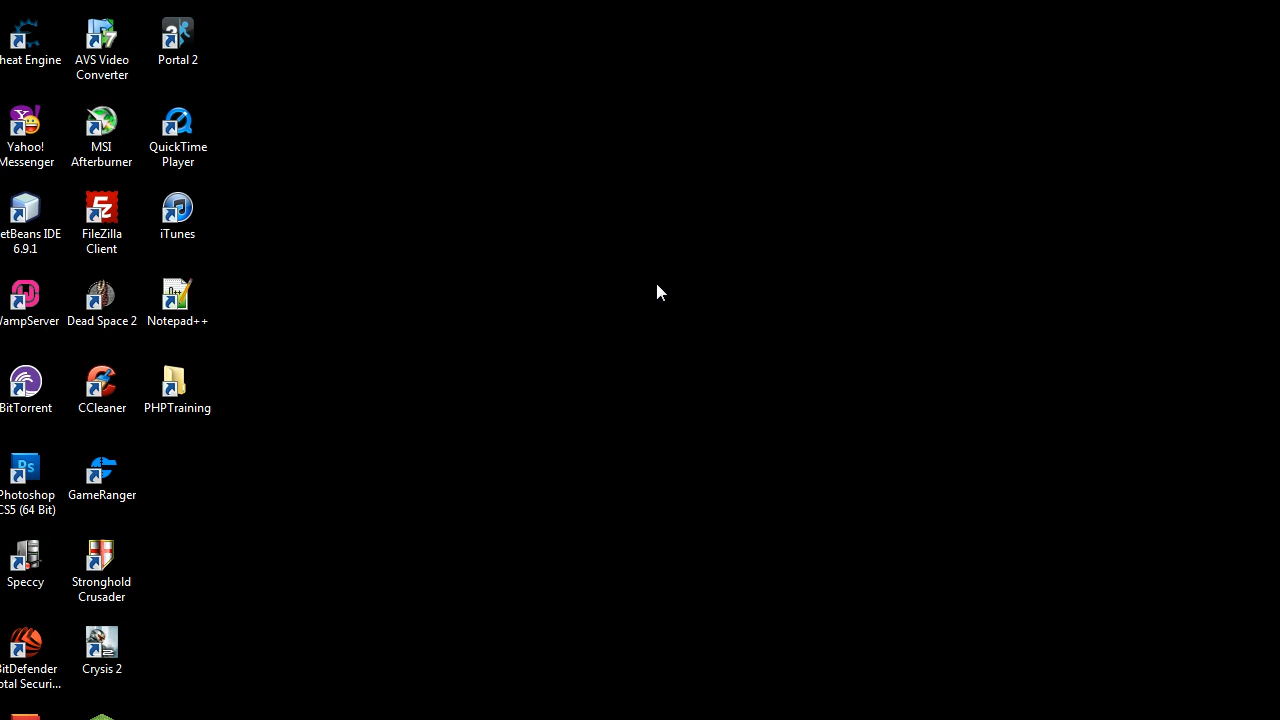 heat Engine
AVS Video
Converter
Portal 2
Yahoo!
Messenger
MSI
Afterburner
QuickTime
Player
etBeans IDE
6.9.1
FileZilla
Client
iTunes
WampServer
Dead Space 2
Notepad++
BitTorrent
CCleaner
PHPTraining
Photoshop
CS5 (64 Bit)
GameRanger
Speccy
Stronghold
Crusader
BitDefender
otal Securi...
Crysis 2